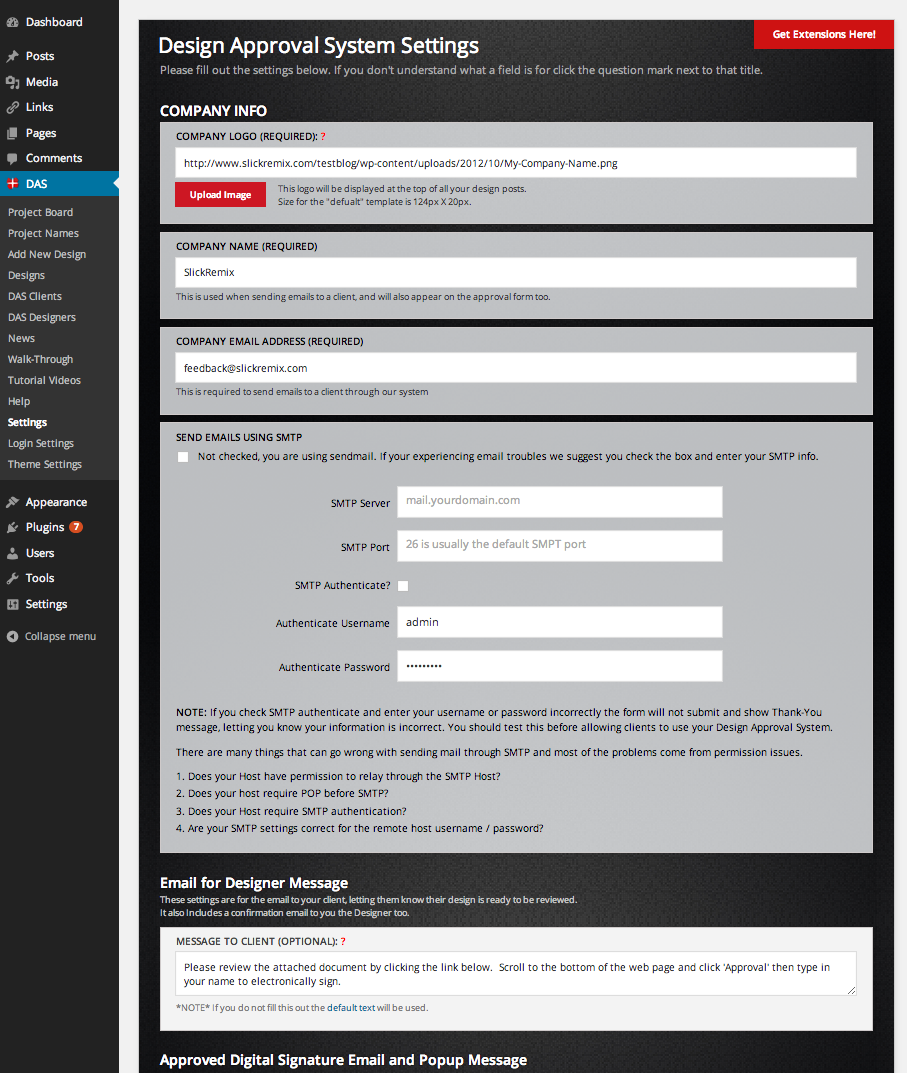 Dashboard
Posts
Media
Links
Pages
Comments
DAS
Project Board
Project Names
Add New Design
Designs
DAS Clients
DAS Designers
News
Walk-Through
Tutorial Videos
Help
Settings
Login Settings
Theme Settings
Appearance
Plugins 7
Users
Tools
Settings
Collapse menu
Get Extensions Here!
Design Approval System Settings
Please fill out the settings below. If you don't understand what a field is for click the question mark next to that title.
COMPANY INFO
COMPANY LOGO (REQUIRED): ?
http://www.slickremix.com/testblog/wp-content/uploads/2012/10/My-Company-Name.png
Upload Image
This logo will be displayed at the top of all your design posts.
Size for the "defualt" template is 124px X 20px.
COMPANY NAME (REQUIRED)
SlickRemix
This is used when sending emails to a client, and will also appear on the approval form too.
COMPANY EMAIL ADDRESS (REQUIRED)
feedback@slickremix.com
This is required to send emails to a client through our system
SEND EMAILS USING SMTP
Not checked, you are using sendmail. If your experiencing email troubles we suggest you check the box and enter your SMTP info.
SMTP Server mail.yourdomain.com
SMTP Port 26 is usually the default SMPT port
SMTP Authenticate?
Authenticate Username admin
Authenticate Password •••••••••
NOTE: If you check SMTP authenticate and enter your username or password incorrectly the form will not submit and show Thank-You
message, letting you know your information is incorrect. You should test this before allowing clients to use your Design Approval System.
There are many things that can go wrong with sending mail through SMTP and most of the problems come from permission issues.
1. Does your Host have permission to relay through the SMTP Host?
2. Does your host require POP before SMTP?
3. Does your Host require SMTP authentication?
4. Are your SMTP settings correct for the remote host username / password?
Email for Designer Message
These settings are for the email to your client, letting them know their design is ready to be reviewed.
It also Includes a confirmation email to you the Designer too.
MESSAGE TO CLIENT (OPTIONAL): ?
Please review the attached document by clicking the link below.  Scroll to the bottom of the web page and click 'Approval' then type in
your name to electronically sign.
*NOTE* If you do not fill this out the default text will be used.
Approved Digital Signature Email and Popup Message